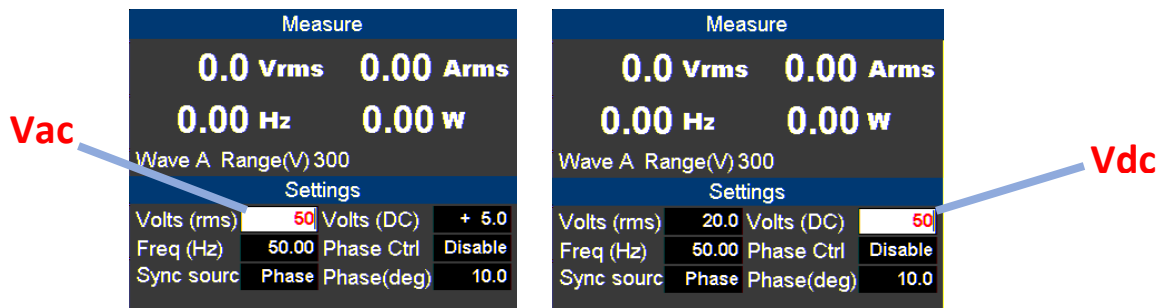 Measure
0.0 Vrms 0.00 Arms
0.00 Hz 0.00 W
Wave A Range(V) 300
Settings
Volts (rms) 50 Volts (DC) + 5.0
Freq (Hz) 50.00 Phase Ctrl Disable
Sync sourc Phase Phase(deg) 10.0
Vac
Measure
0.0 Vrms 0.00 Arms
0.00 Hz 0.00 W
Wave A Range(V) 300
Settings
Volts (rms) 20.0 Volts (DC) 50
Freq (Hz) 50.00 Phase Ctrl Disable
Sync sourc Phase Phase(deg) 10.0
Vdc